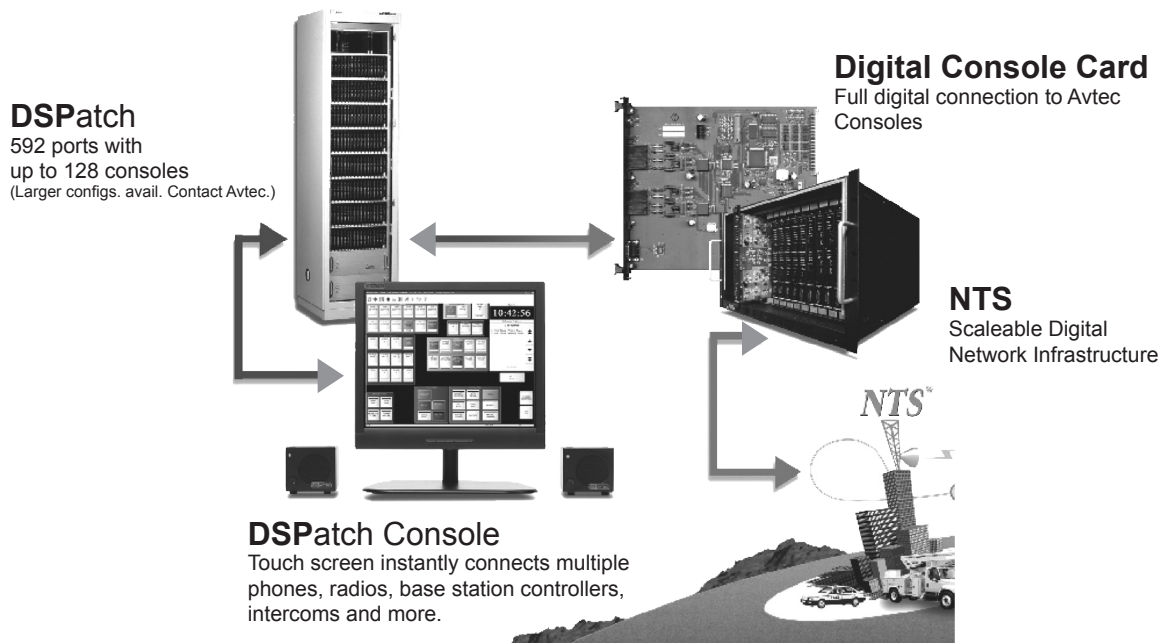 DSPatch
592 ports with
up to 128 consoles
(Larger configs. avail. Contact Avtec.)
Digital Console Card
Full digital connection to Avtec
Consoles
10:42:56
NTS
Scaleable Digital
Network Infrastructure
NTS
DSPatch Console
Touch screen instantly connects multiple
phones, radios, base station controllers,
intercoms and more.